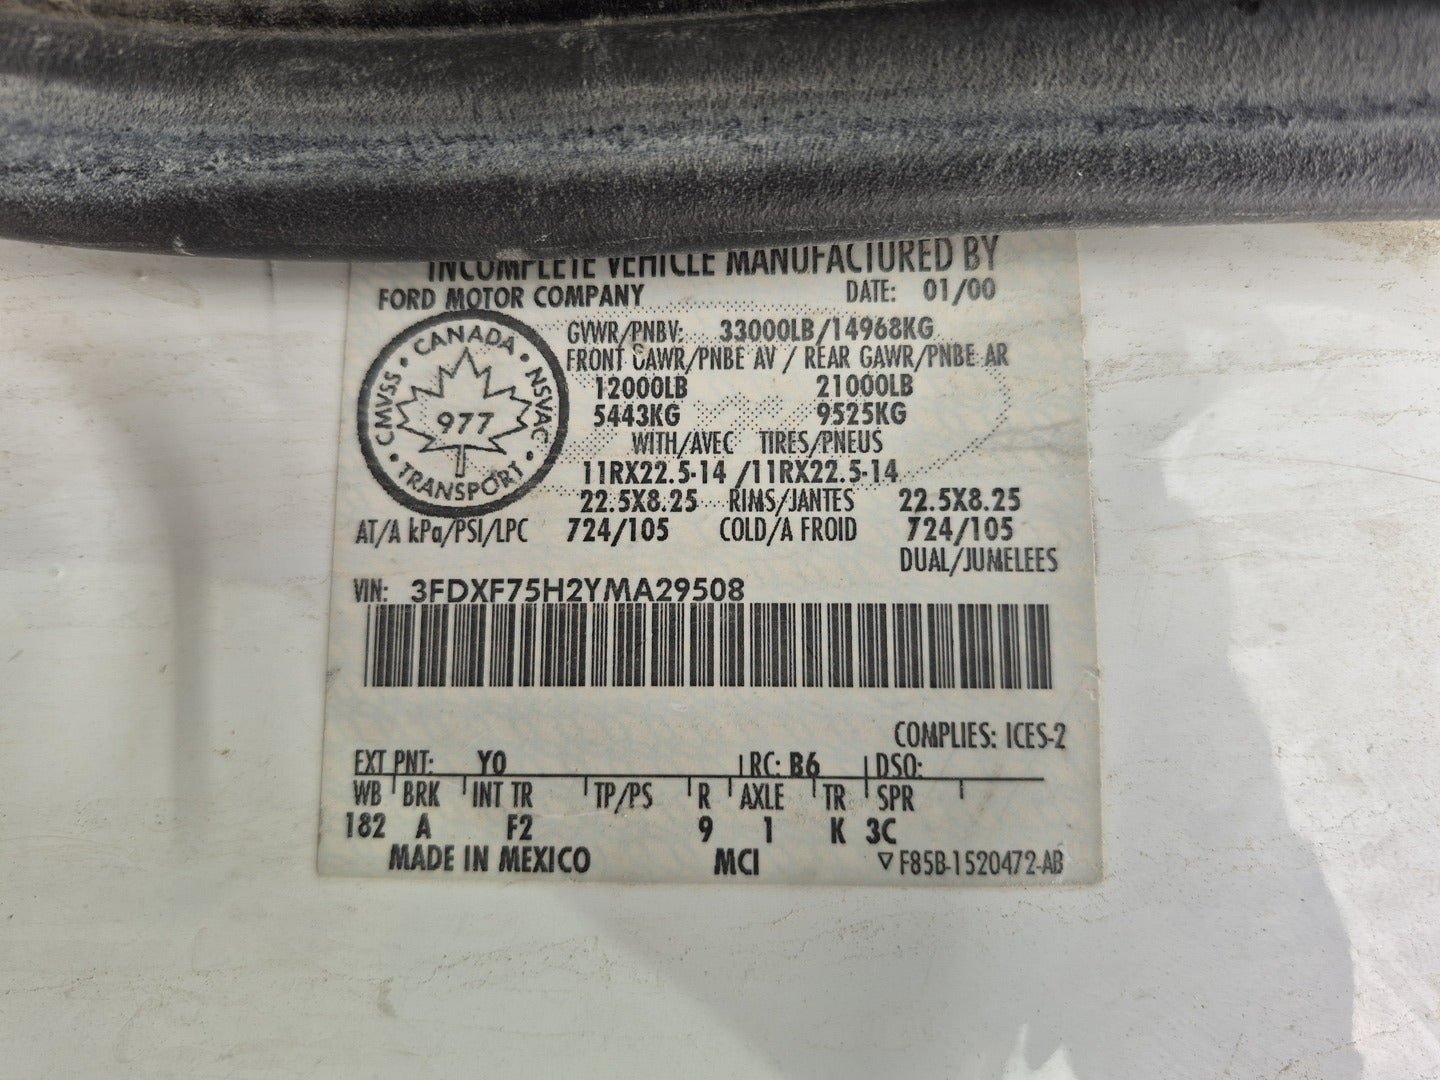 INCOMPLETE VEHICLE MANUFACTURED BY
FORD MOTOR COMPANY DATE: 01/00
CANADA
CMVSS • NSVAC
977
TRANSPORT
GVWR/PNBV: 33000LB/14968KG
FRONT GAWR/PNBE AV / REAR GAWR/PNBE AR
12000LB 21000LB
5443KG 9525KG
WITH/AVEC TIRES/PNEUS
11RX22.5-14 /11RX22.5-14
22.5X8.25 RIMS/JANTES 22.5X8.25
AT/A kPa/PSI/LPC 724/105 COLD/A FROID 724/105
DUAL/JUMELEES
VIN: 3FDXF75H2YMA29508
COMPLIES: ICES-2
EXT PNT: Y0 RC: B6 DSO:
WB BRK INT TR TP/PS R AXLE TR SPR
182 A F2 9 1 K 3C
MADE IN MEXICO MCI ▽ F85B-1520472-AB